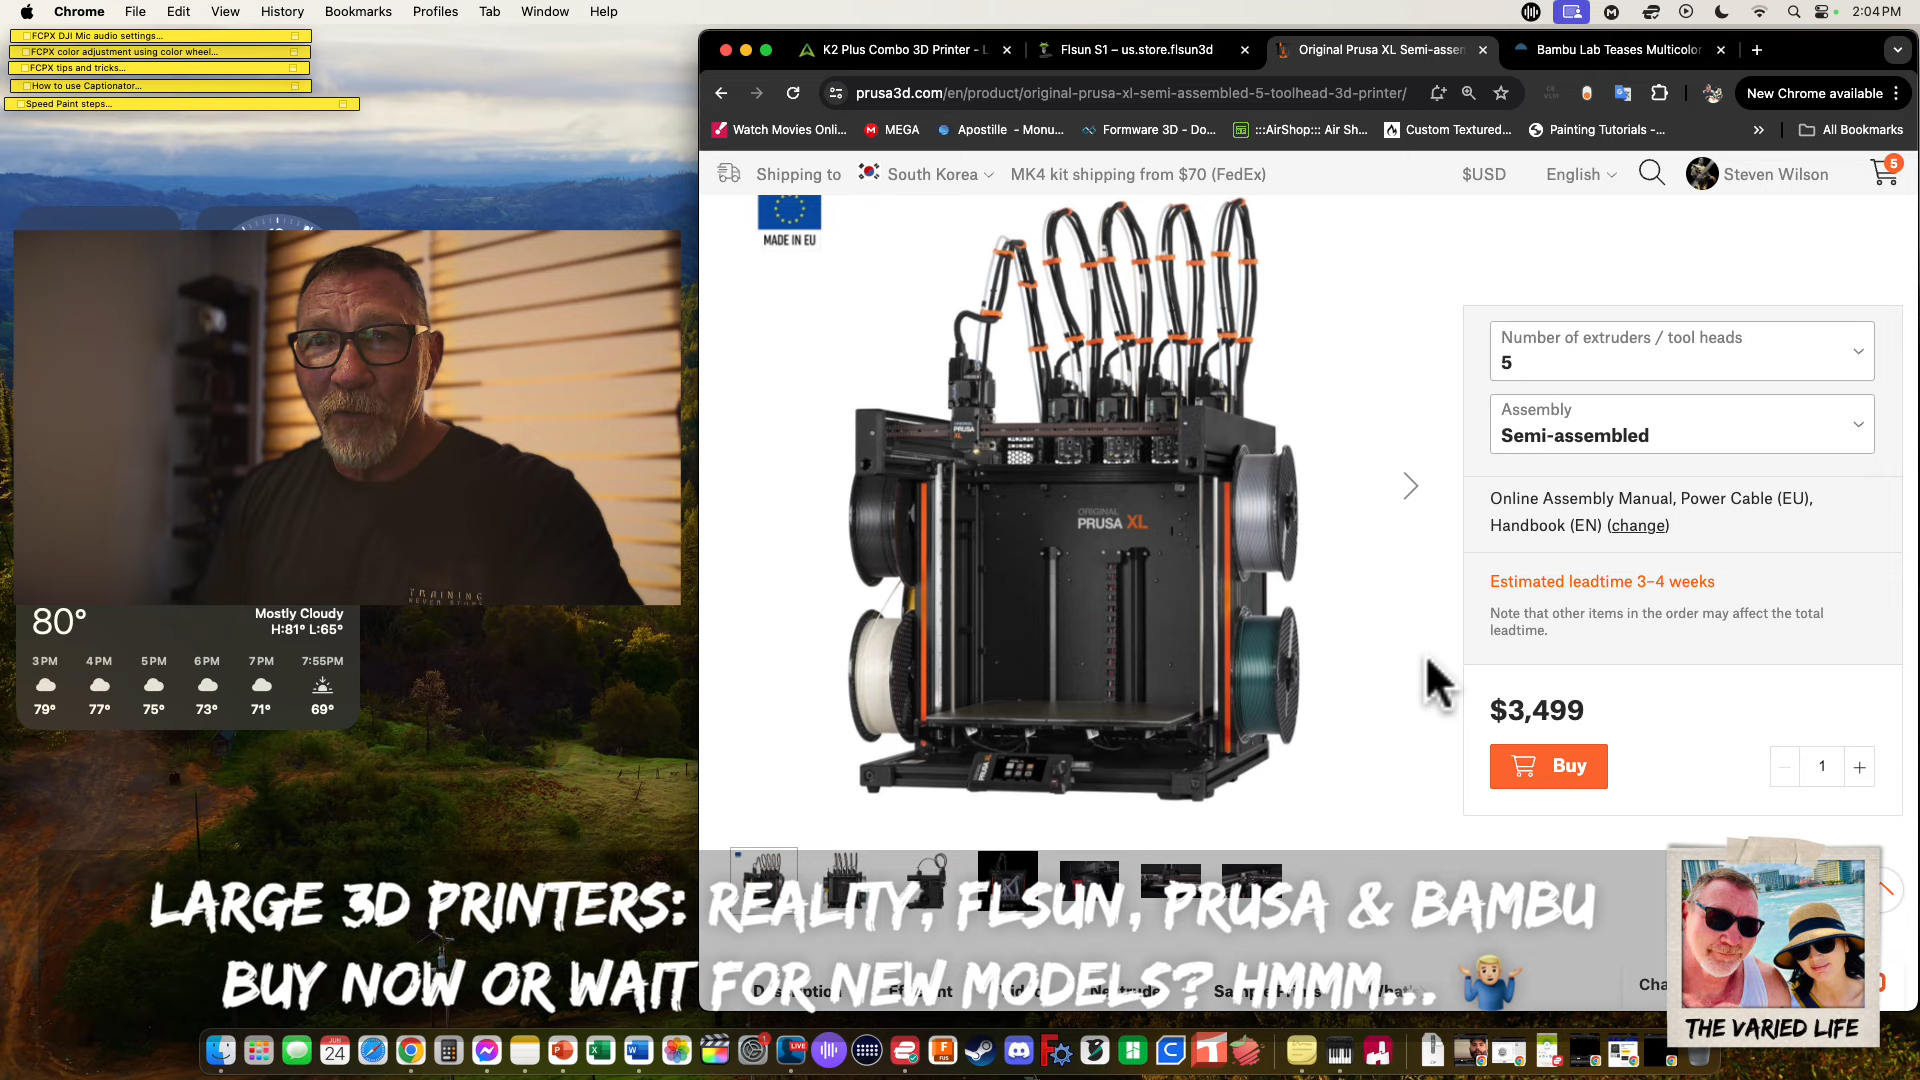 Chrome File Edit View History Bookmarks Profiles Tab Window Help
2:04 PM
FCPX DJI Mic audio settings...
FCPX color adjustment using color wheel...
FCPX tips and tricks...
How to use Captionator...
Speed Paint steps...
K2 Plus Combo 3D Printer - L
Flsun S1 – us.store.flsun3d
Original Prusa XL Semi-assem
Bambu Lab Teases Multicolor
prusa3d.com/en/product/original-prusa-xl-semi-assembled-5-toolhead-3d-printer/
New Chrome available
Watch Movies Onli...
MEGA
Apostille - Monu...
Formware 3D - Do...
:::AirShop::: Air Sh...
Custom Textured...
Painting Tutorials -...
All Bookmarks
Shipping to South Korea
MK4 kit shipping from $70 (FedEx)
$USD
English
Steven Wilson
5
MADE IN EU
ORIGINAL
PRUSA XL
Number of extruders / tool heads
5
Assembly
Semi-assembled
Online Assembly Manual, Power Cable (EU),
Handbook (EN) (change)
Estimated leadtime 3–4 weeks
Note that other items in the order may affect the total
leadtime.
$3,499
Buy
1
TRAINING
NEVER STOPS
80°
Mostly Cloudy
H:81° L:65°
3 PM 4 PM 5 PM 6 PM 7 PM 7:55PM
79° 77° 75° 73° 71° 69°
LARGE 3D PRINTERS: REALITY, FLSUN, PRUSA & BAMBU
BUY NOW OR WAIT FOR NEW MODELS? HMMM... 🤷🏼‍♂️
Description
THE VARIED LIFE
JUN
24
LIVE